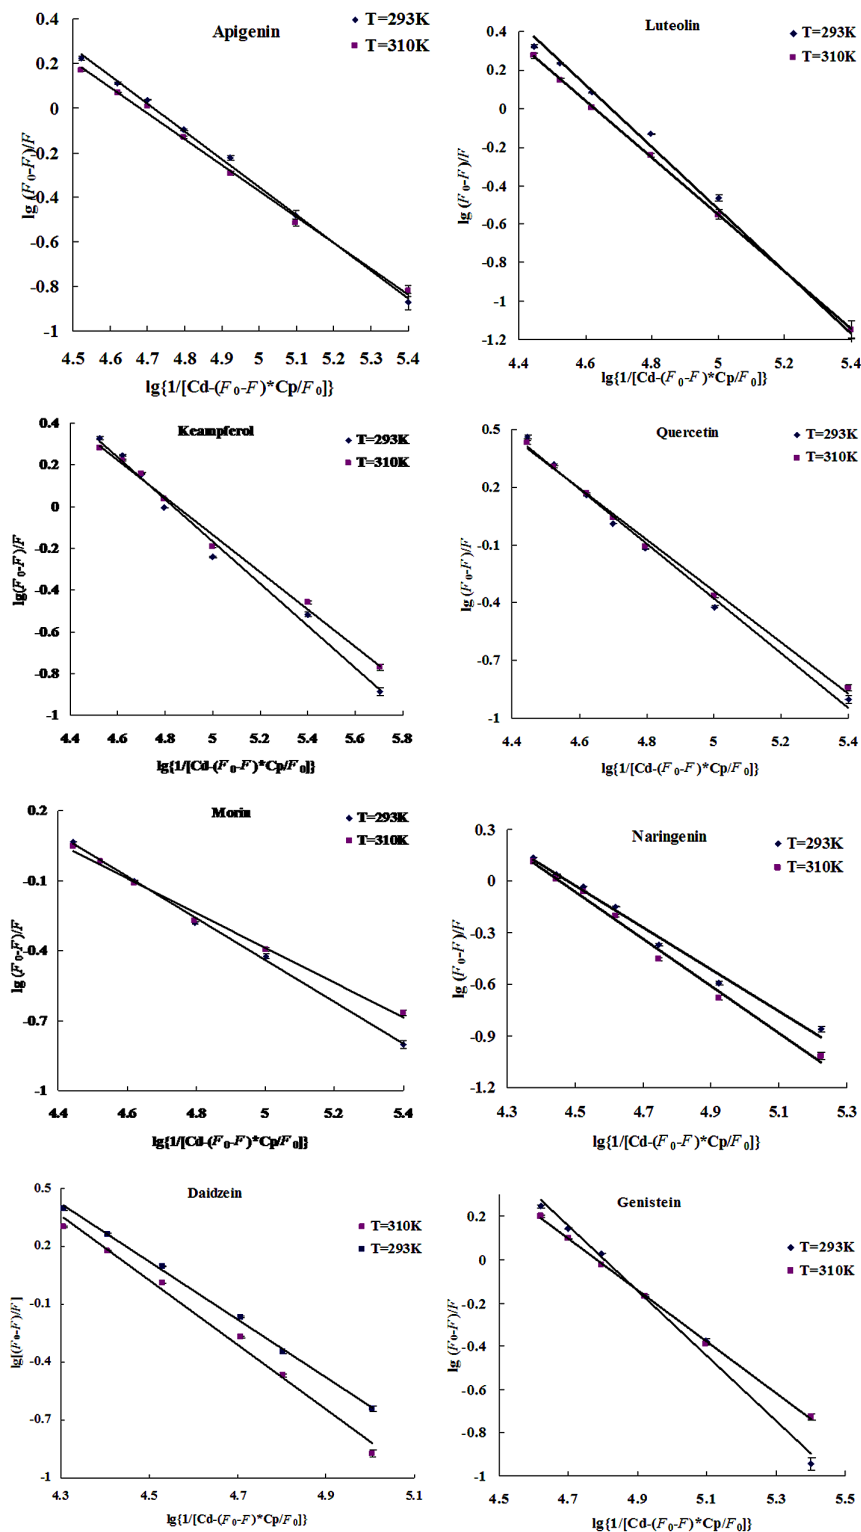 Apigenin
T=293K
T=310K
0.4
0.2
0
-0.2
-0.4
-0.6
-0.8
-1
lg (F0-F)/F
4.5 4.6 4.7 4.8 4.9 5 5.1 5.2 5.3 5.4
lg{1/[Cd-(F0-F)*Cp/F0]}
Luteolin
T=293K
T=310K
0.6
0.4
0.2
0
-0.2
-0.4
-0.6
-0.8
-1
-1.2
lg (F0-F)/F
4.4 4.6 4.8 5 5.2 5.4
lg{1/[Cd-(F0-F)*Cp/F0]}
Keampferol
T=293K
T=310K
0.4
0.2
0
-0.2
-0.4
-0.6
-0.8
-1
lg(F0-F)/F
4.4 4.6 4.8 5 5.2 5.4 5.6 5.8
lg{1/[Cd-(F0-F)*Cp/F0]}
Quercetin
T=293K
T=310K
0.5
0.2
-0.1
-0.4
-0.7
-1
lg (F0-F)/F
4.4 4.6 4.8 5 5.2 5.4
lg{1/[Cd-(F0-F)*Cp/F0]}
Morin
T=293K
T=310K
0.2
-0.1
-0.4
-0.7
-1
lg (F0-F)/F
4.4 4.6 4.8 5 5.2 5.4
lg{1/[Cd-(F0-F)*Cp/F0]}
Naringenin
T=293K
T=310K
0.3
0
-0.3
-0.6
-0.9
-1.2
lg (F0-F)/F
4.3 4.5 4.7 4.9 5.1 5.3
lg{1/[Cd-(F0-F)*Cp/F0]}
Daidzein
T=310K
T=293K
0.5
0.2
-0.1
-0.4
-0.7
-1
lg[(F0-F)/F]
4.3 4.5 4.7 4.9 5.1
lg{1/[Cd-(F0-F)*Cp/F0]}
Genistein
T=293K
T=310K
0.2
0
-0.2
-0.4
-0.6
-0.8
-1
lg (F0-F)/F
4.5 4.7 4.9 5.1 5.3 5.5
lg{1/[Cd-(F0-F)*Cp/F0]}